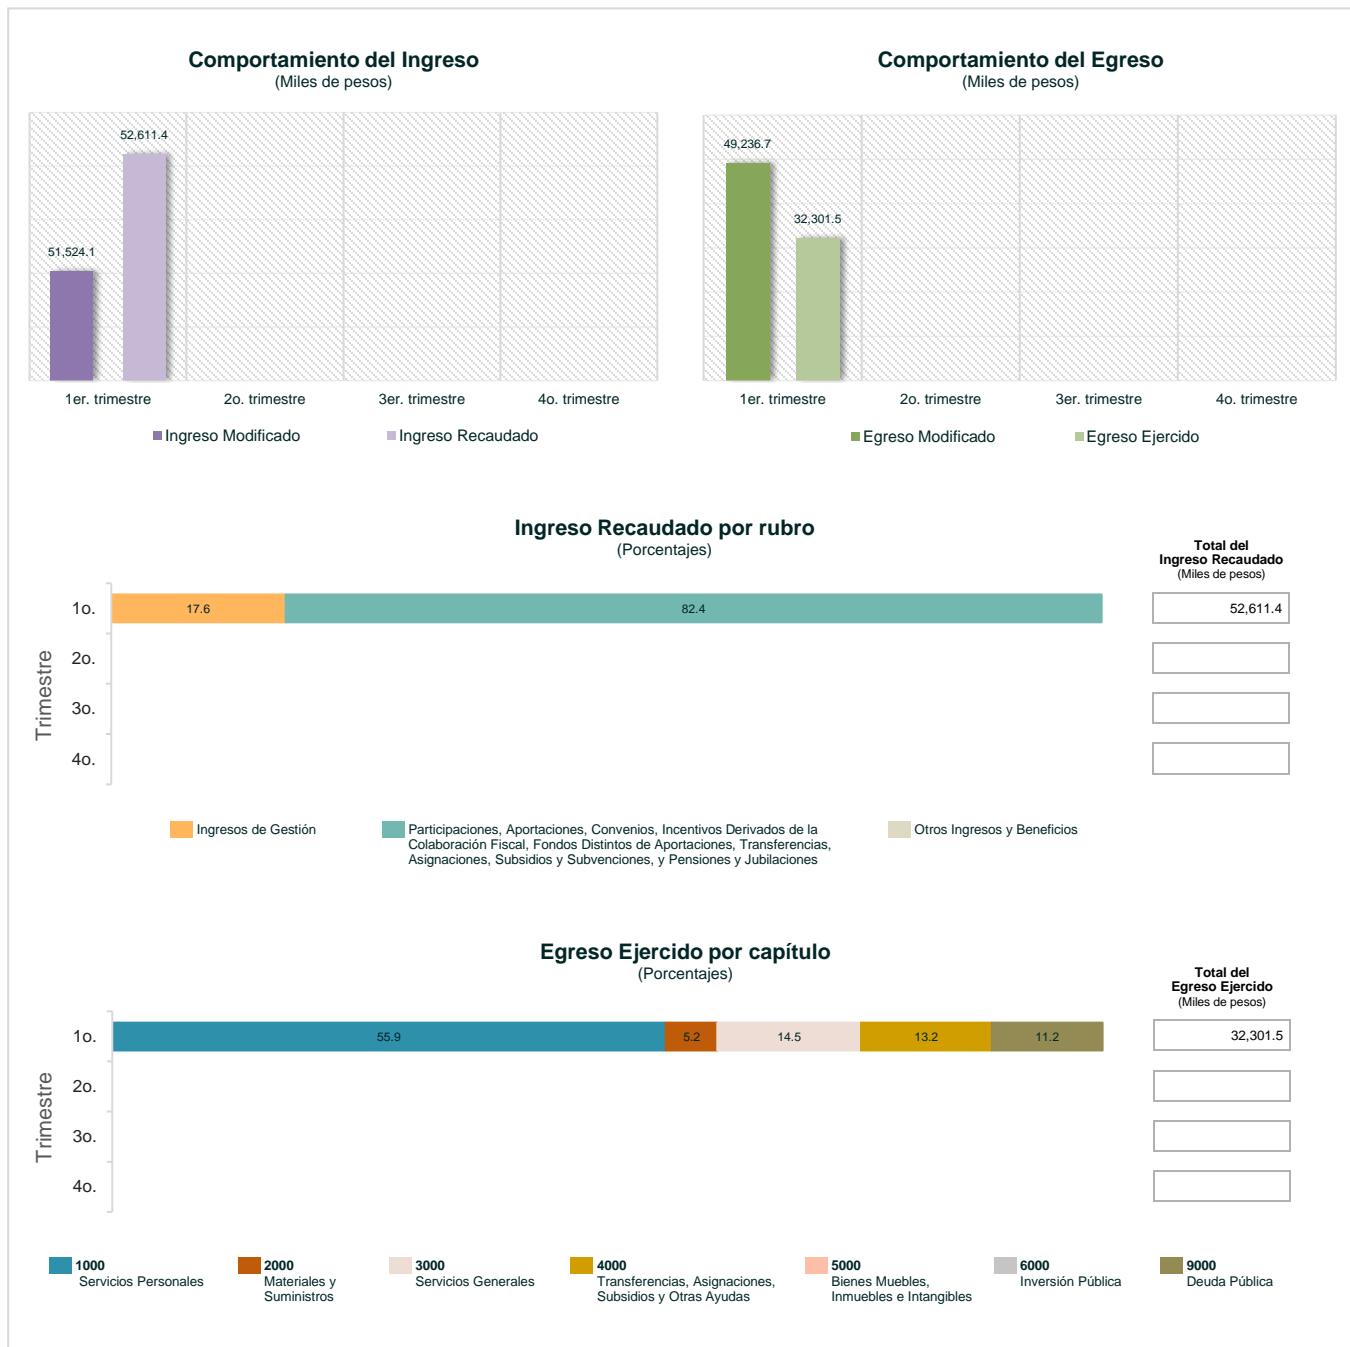 Comportamiento del Ingreso
(Miles de pesos)
52,611.4
51,524.1
1er. trimestre
2o. trimestre
3er. trimestre
4o. trimestre
Ingreso Modificado
Ingreso Recaudado
Comportamiento del Egreso
(Miles de pesos)
49,236.7
32,301.5
1er. trimestre
2o. trimestre
3er. trimestre
4o. trimestre
Egreso Modificado
Egreso Ejercido
Ingreso Recaudado por rubro
(Porcentajes)
Total del
Ingreso Recaudado
(Miles de pesos)
Trimestre
1o.
17.6
82.4
52,611.4
2o.
3o.
4o.
Ingresos de Gestión
Participaciones, Aportaciones, Convenios, Incentivos Derivados de la
Colaboración Fiscal, Fondos Distintos de Aportaciones, Transferencias,
Asignaciones, Subsidios y Subvenciones, y Pensiones y Jubilaciones
Otros Ingresos y Beneficios
Egreso Ejercido por capítulo
(Porcentajes)
Total del
Egreso Ejercido
(Miles de pesos)
Trimestre
1o.
55.9
5.2
14.5
13.2
11.2
32,301.5
2o.
3o.
4o.
1000
Servicios Personales
2000
Materiales y
Suministros
3000
Servicios Generales
4000
Transferencias, Asignaciones,
Subsidios y Otras Ayudas
5000
Bienes Muebles,
Inmuebles e Intangibles
6000
Inversión Pública
9000
Deuda Pública